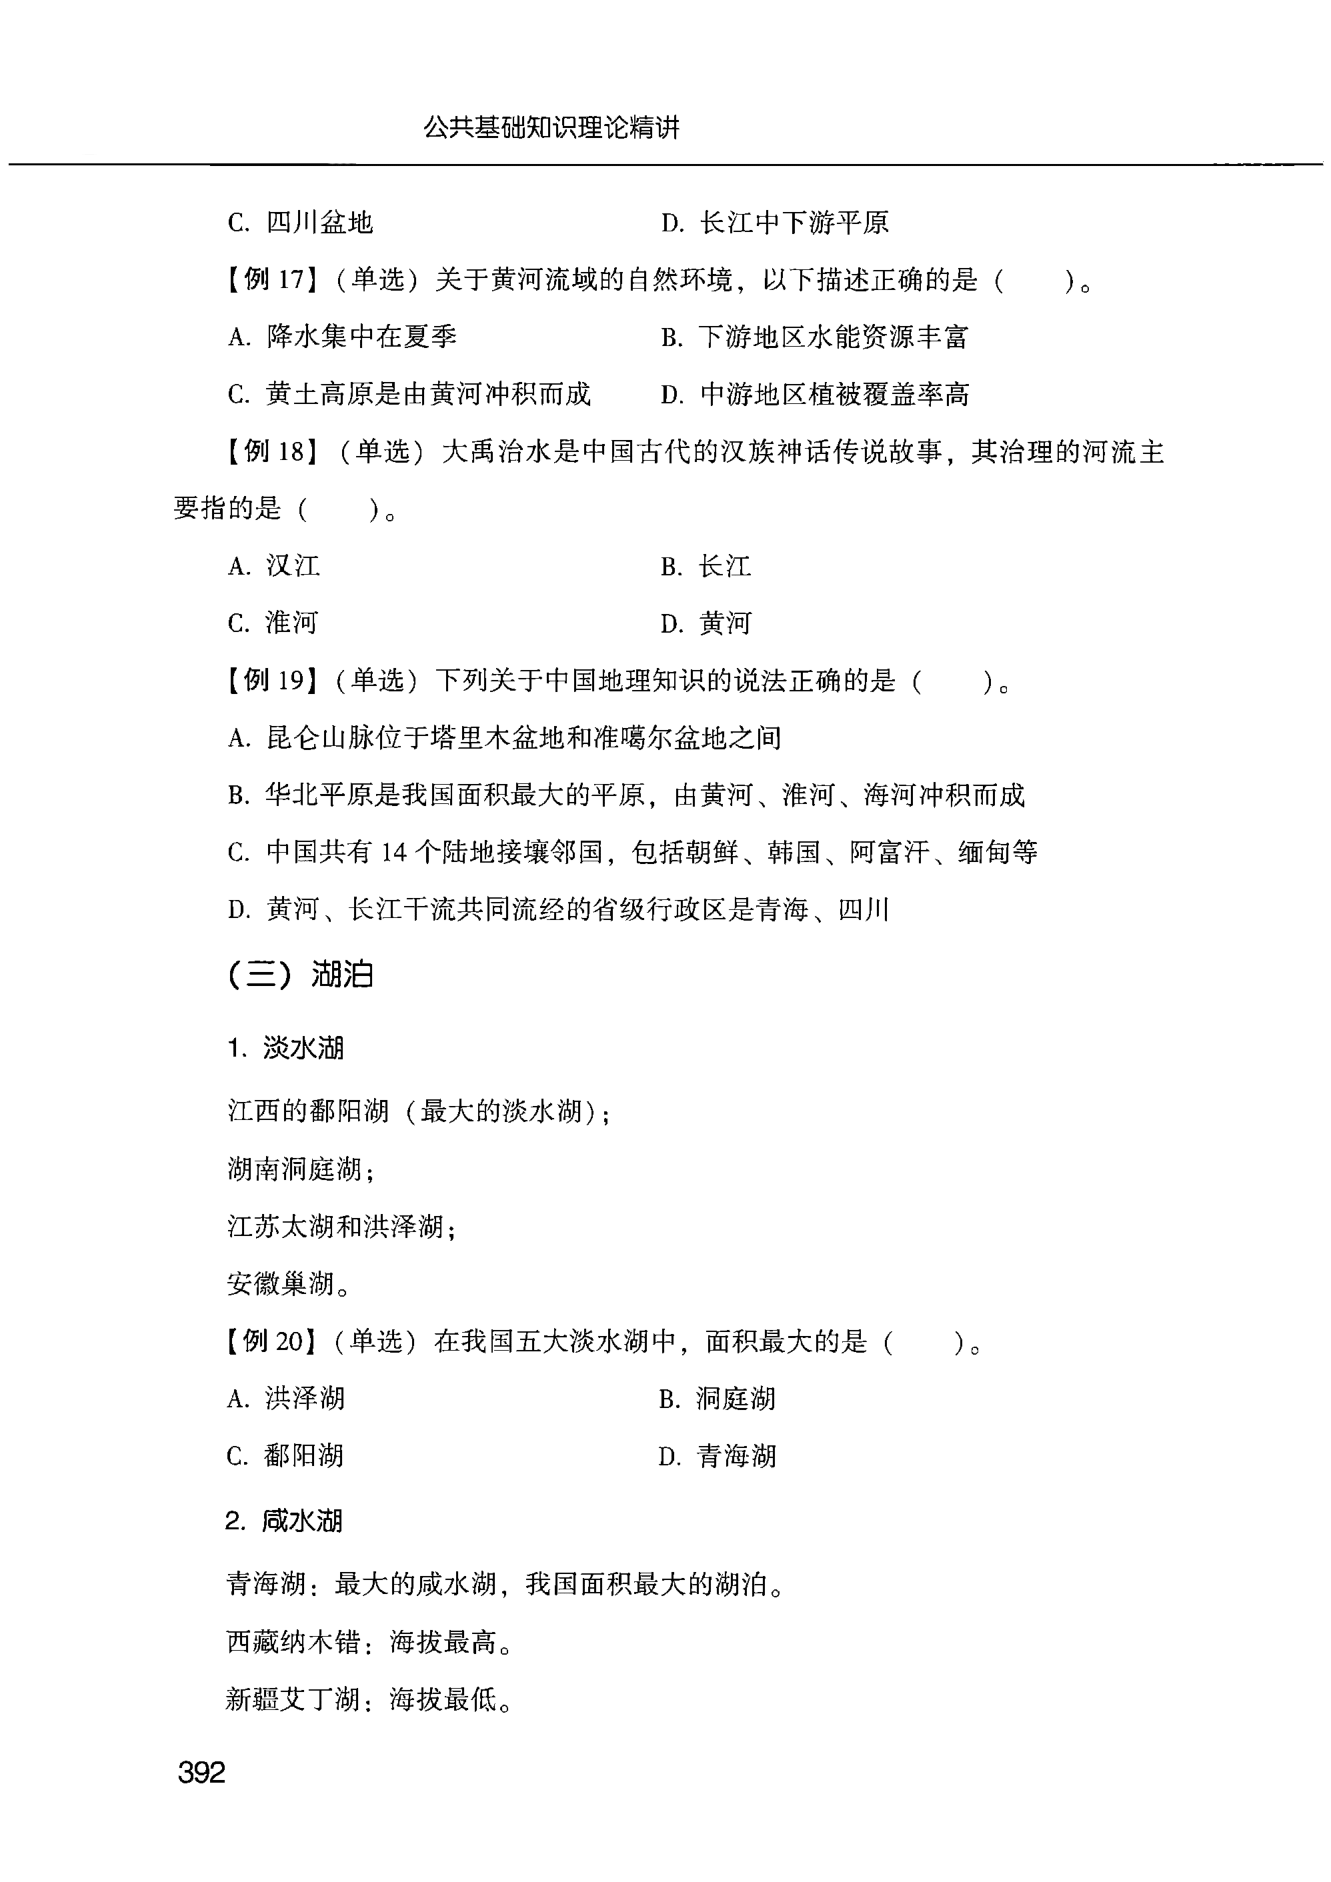 公共基础知识理论精讲
C. 四川盆地 D. 长江中下游平原
【例 17】（单选）关于黄河流域的自然环境，以下描述正确的是（　　）。
A. 降水集中在夏季 B. 下游地区水能资源丰富
C. 黄土高原是由黄河冲积而成 D. 中游地区植被覆盖率高
【例 18】（单选）大禹治水是中国古代的汉族神话传说故事，其治理的河流主
要指的是（　　）。
A. 汉江 B. 长江
C. 淮河 D. 黄河
【例 19】（单选）下列关于中国地理知识的说法正确的是（　　）。
A. 昆仑山脉位于塔里木盆地和准噶尔盆地之间
B. 华北平原是我国面积最大的平原，由黄河、淮河、海河冲积而成
C. 中国共有 14 个陆地接壤邻国，包括朝鲜、韩国、阿富汗、缅甸等
D. 黄河、长江干流共同流经的省级行政区是青海、四川
（三）湖泊
1. 淡水湖
江西的鄱阳湖（最大的淡水湖）；
湖南洞庭湖；
江苏太湖和洪泽湖；
安徽巢湖。
【例 20】（单选）在我国五大淡水湖中，面积最大的是（　　）。
A. 洪泽湖 B. 洞庭湖
C. 鄱阳湖 D. 青海湖
2. 咸水湖
青海湖：最大的咸水湖，我国面积最大的湖泊。
西藏纳木错：海拔最高。
新疆艾丁湖：海拔最低。
392